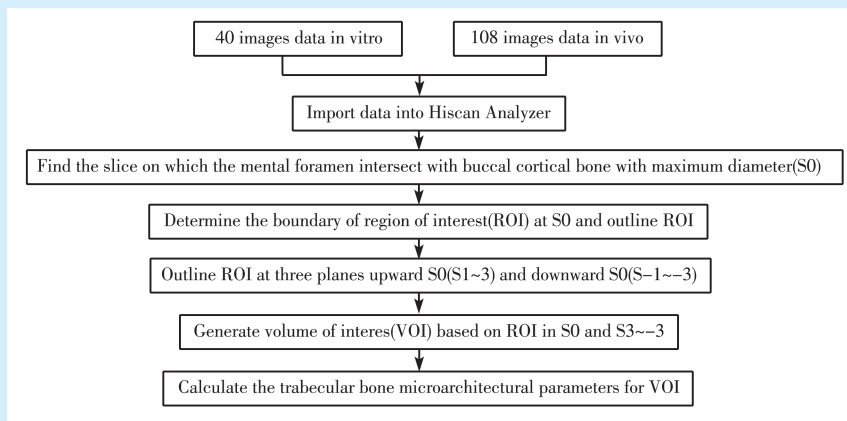 40 images data in vitro
108 images data in vivo
Import data into Hiscan Analyzer
Find the slice on which the mental foramen intersect with buccal cortical bone with maximum diameter(S0)
Determine the boundary of region of interest(ROI) at S0 and outline ROI
Outline ROI at three planes upward S0(S1~3) and downward S0(S-1~-3)
Generate volume of interes(VOI) based on ROI in S0 and S3~-3
Calculate the trabecular bone microarchitectural parameters for VOI